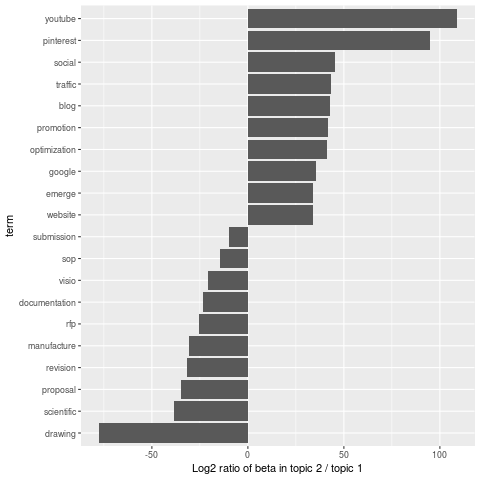 youtube
pinterest
social
traffic
blog
promotion
optimization
google
emerge
website
submission
sop
visio
documentation
rfp
manufacture
revision
proposal
scientific
drawing
term
-50 0 50 100
Log2 ratio of beta in topic 2 / topic 1